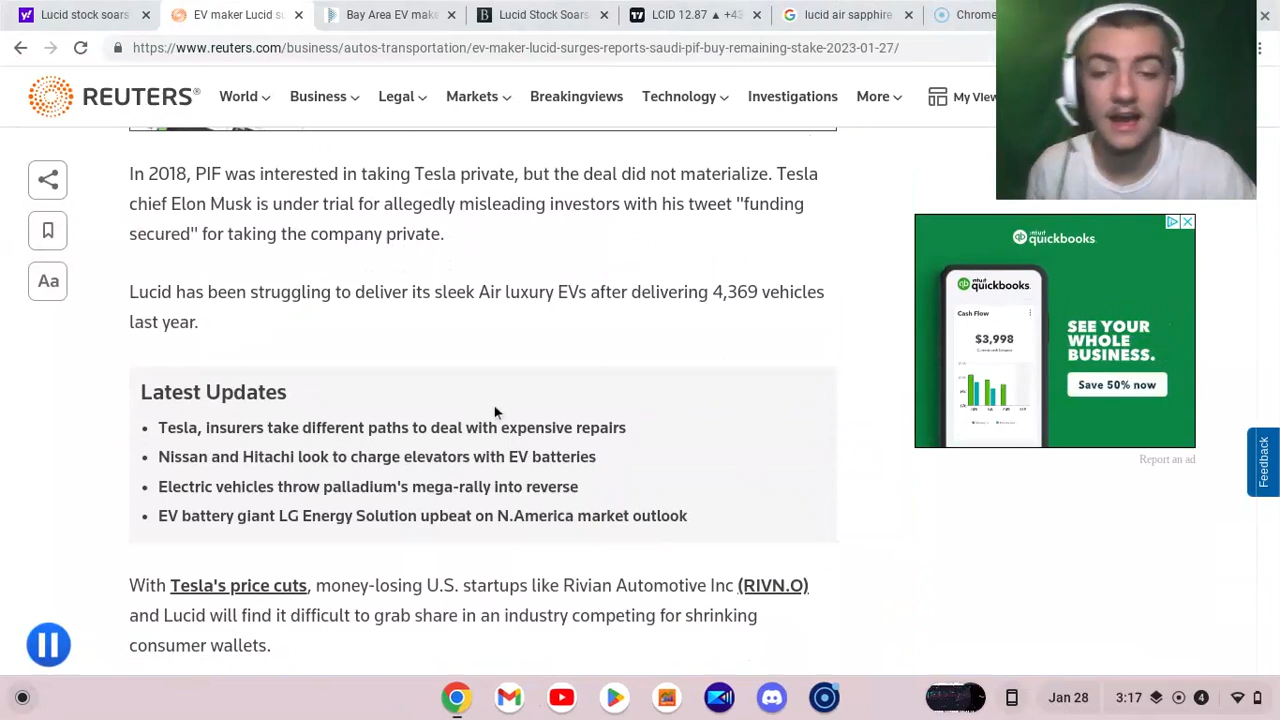 Lucid stock soars
EV maker Lucid su
Bay Area EV make
Lucid Stock Soars
LCID 12.87 ▲ +43
lucid air sapphire
Chrome
https://www.reuters.com/business/autos-transportation/ev-maker-lucid-surges-reports-saudi-pif-buy-remaining-stake-2023-01-27/
REUTERS®
World
Business
Legal
Markets
Breakingviews
Technology
Investigations
More
My View
In 2018, PIF was interested in taking Tesla private, but the deal did not materialize. Tesla
chief Elon Musk is under trial for allegedly misleading investors with his tweet "funding
secured" for taking the company private.
Aa
Lucid has been struggling to deliver its sleek Air luxury EVs after delivering 4,369 vehicles
last year.
Latest Updates
• Tesla, insurers take different paths to deal with expensive repairs
• Nissan and Hitachi look to charge elevators with EV batteries
• Electric vehicles throw palladium's mega-rally into reverse
• EV battery giant LG Energy Solution upbeat on N.America market outlook
With Tesla's price cuts, money-losing U.S. startups like Rivian Automotive Inc (RIVN.O)
and Lucid will find it difficult to grab share in an industry competing for shrinking
consumer wallets.
intuit
quickbooks.
intuit
quickbooks.
Cash Flow
$3,998
SEE YOUR
WHOLE
BUSINESS.
Save 50% now
Report an ad
Feedback
Jan 28
3:17
4